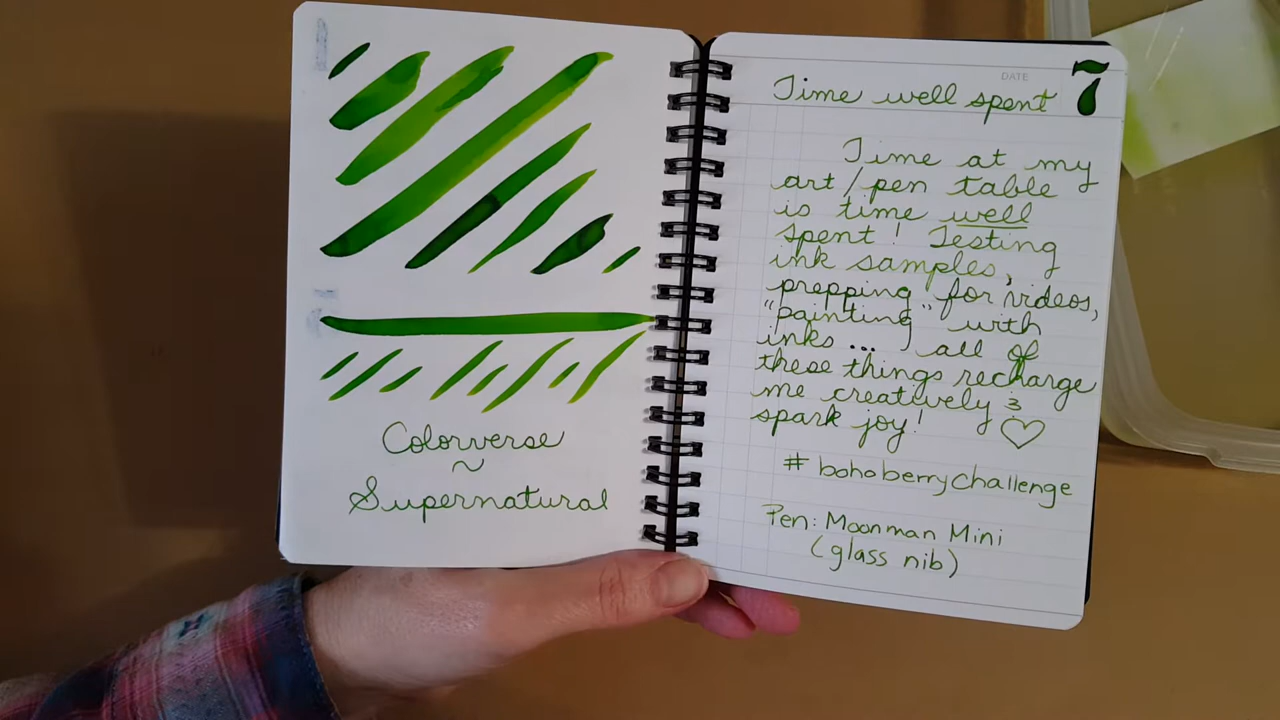 Colorverse
~
Supernatural
DATE
7
Time well spent
Time at my
art/pen table
is time well
spent! Testing
ink samples,
prepping for videos,
"painting" with
inks... all of
these things recharge
me creatively &
spark joy! ♡
#bohoberrychallenge
Pen: Moonman Mini
(glass nib)